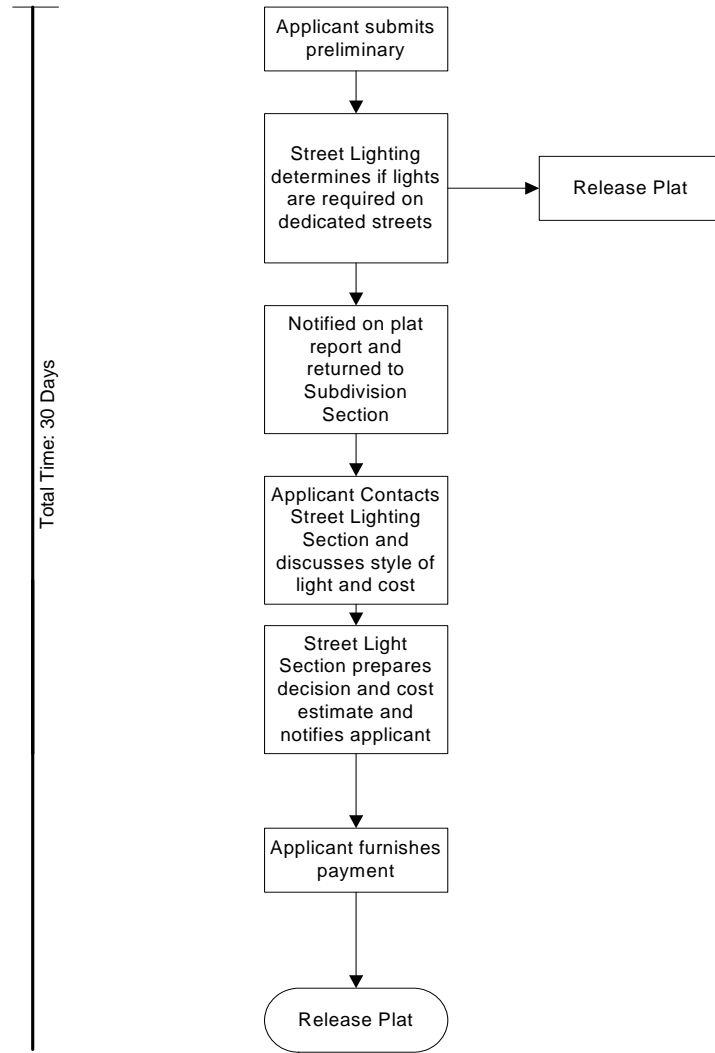 Applicant submits
preliminary
Street Lighting
determines if lights
are required on
dedicated streets
Release Plat
Notified on plat
report and
returned to
Subdivision
Section
Total Time: 30 Days
Applicant Contacts
Street Lighting
Section and
discusses style of
light and cost
Street Light
Section prepares
decision and cost
estimate and
notifies applicant
Applicant furnishes
payment
Release Plat